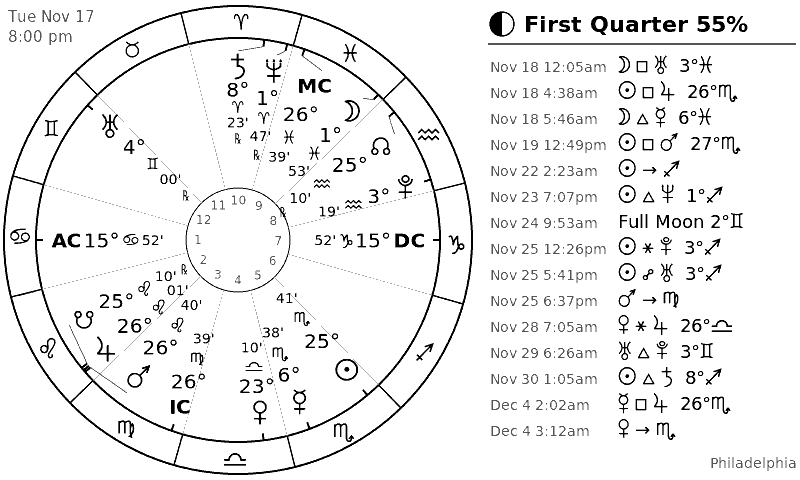 Tue Nov 17
8:00 pm
First Quarter 55%
Nov 18 12:05am ☽ □ ♅ 3°♓
Nov 18 4:38am ☉ □ ♃ 26°♏
Nov 18 5:46am ☽ △ ☿ 6°♓
Nov 19 12:49pm ☉ □ ♂ 27°♏
Nov 22 2:23am ☉ → ♐
Nov 23 7:07pm ☉ △ ♆ 1°♐
Nov 24 9:53am Full Moon 2°♊
Nov 25 12:26pm ☉ ⚹ ⯓ 3°♐
Nov 25 5:41pm ☉ ☍ ♅ 3°♐
Nov 25 6:37pm ♂ → ♍
Nov 28 7:05am ♀ ⚹ ♃ 26°♎
Nov 29 6:26am ♅ △ ⯓ 3°♊
Nov 30 1:05am ☉ △ ♄ 8°♐
Dec 4 2:02am ☿ □ ♃ 26°♏
Dec 4 3:12am ♀ → ♏
Philadelphia
♈
♉
♊
♋
♌
♍
♎
♏
♐
♑
♒
♓
♄ 8° ♈ 23' ℞
♆ 1° ♈ 47' ℞
MC 26° ♓ 39'
☽ 1° ♓ 53'
☊ 25° ♒ 10' ℞
⯓ 3° ♒ 19'
DC 15° ♑ 52'
☉ 25° ♏ 41'
☿ 6° ♏ 38'
♀ 23° ♎ 10'
IC 26° ♍ 39'
♂ 26° ♌ 40'
♃ 26° ♌ 01'
☋ 25° ♌ 10' ℞
AC 15° ♋ 52'
♅ 4° ♊ 00' ℞
1
2
3
4
5
6
7
8
9
10
11
12